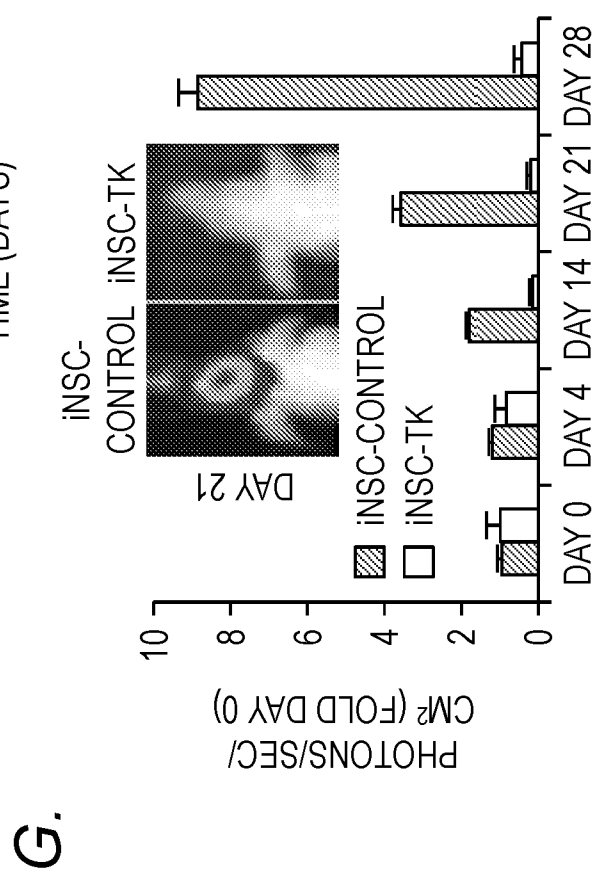 G.
TIME (DAYS)
iNSC-
CONTROL iNSC-TK
DAY 21
iNSC-CONTROL
iNSC-TK
PHOTONS/SEC/
CM² (FOLD DAY 0)
10
8
6
4
2
0
DAY 0 DAY 4 DAY 14 DAY 21 DAY 28